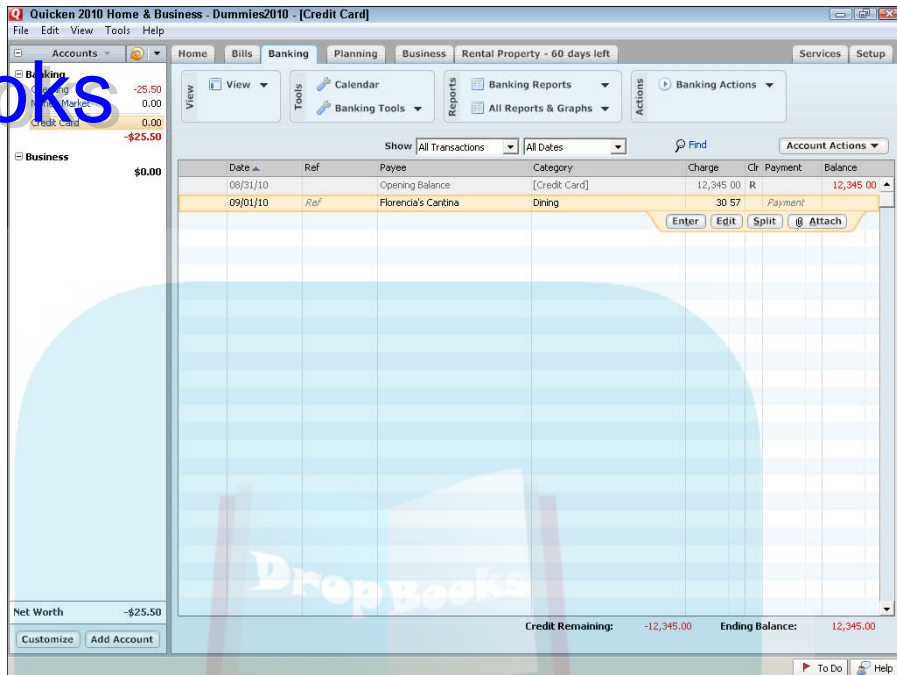 Quicken 2010 Home & Business - Dummies2010 - [Credit Card]
File Edit View Tools Help
Accounts
Home Bills Banking Planning Business Rental Property - 60 days left Services Setup
Banking
-25.50
Money Market 0.00
Credit Card 0.00
-$25.50
Business
$0.00
oks
View
View
Tools
Calendar
Banking Tools
Reports
Banking Reports
All Reports & Graphs
Actions
Banking Actions
Show All Transactions All Dates Find Account Actions
Date Ref Payee Category Charge Clr Payment Balance
08/31/10 Opening Balance [Credit Card] 12,345 00 R 12,345 00
09/01/10 Ref Florencia's Cantina Dining 30 57 Payment
Enter Edit Split Attach
DropBooks
Net Worth -$25.50
Customize Add Account
Credit Remaining: -12,345.00 Ending Balance: 12,345.00
To Do Help